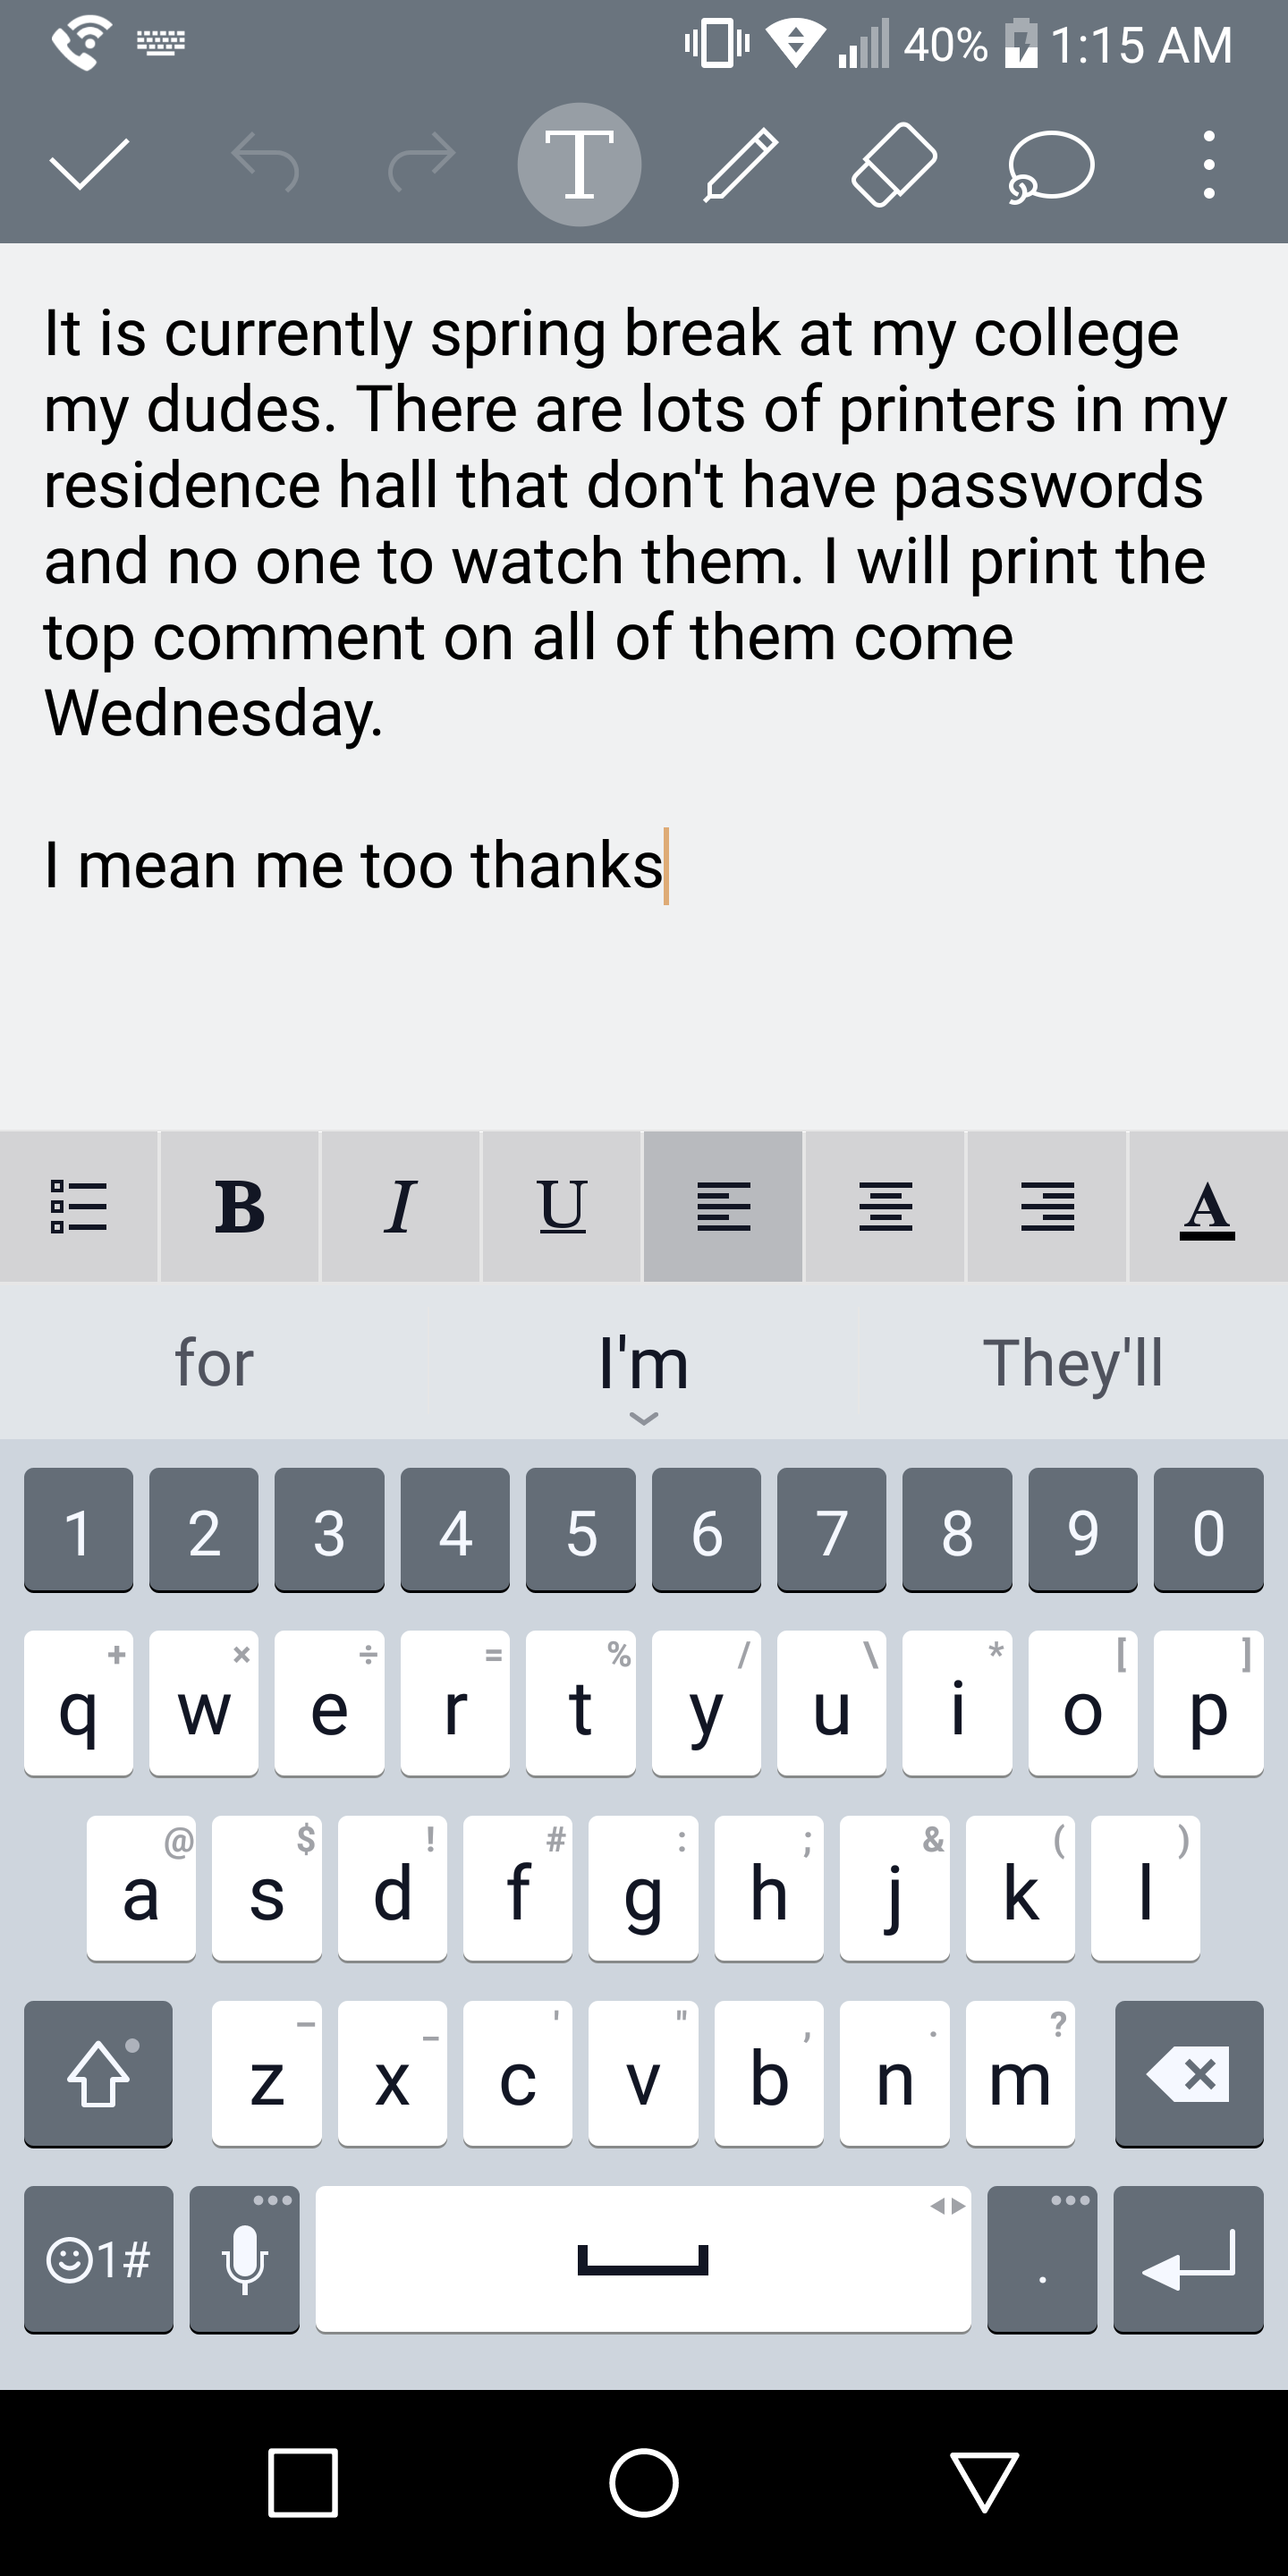 40% 1:15 AM
T
It is currently spring break at my college
my dudes. There are lots of printers in my
residence hall that don't have passwords
and no one to watch them. I will print the
top comment on all of them come
Wednesday.
I mean me too thanks
B I U A
for I'm They'll
1 2 3 4 5 6 7 8 9 0
+ × ÷ = % / \ * [ ]
q w e r t y u i o p
@ $ ! # : ; & ( )
a s d f g h j k l
– _ ' " , . ?
z x c v b n m
1# .